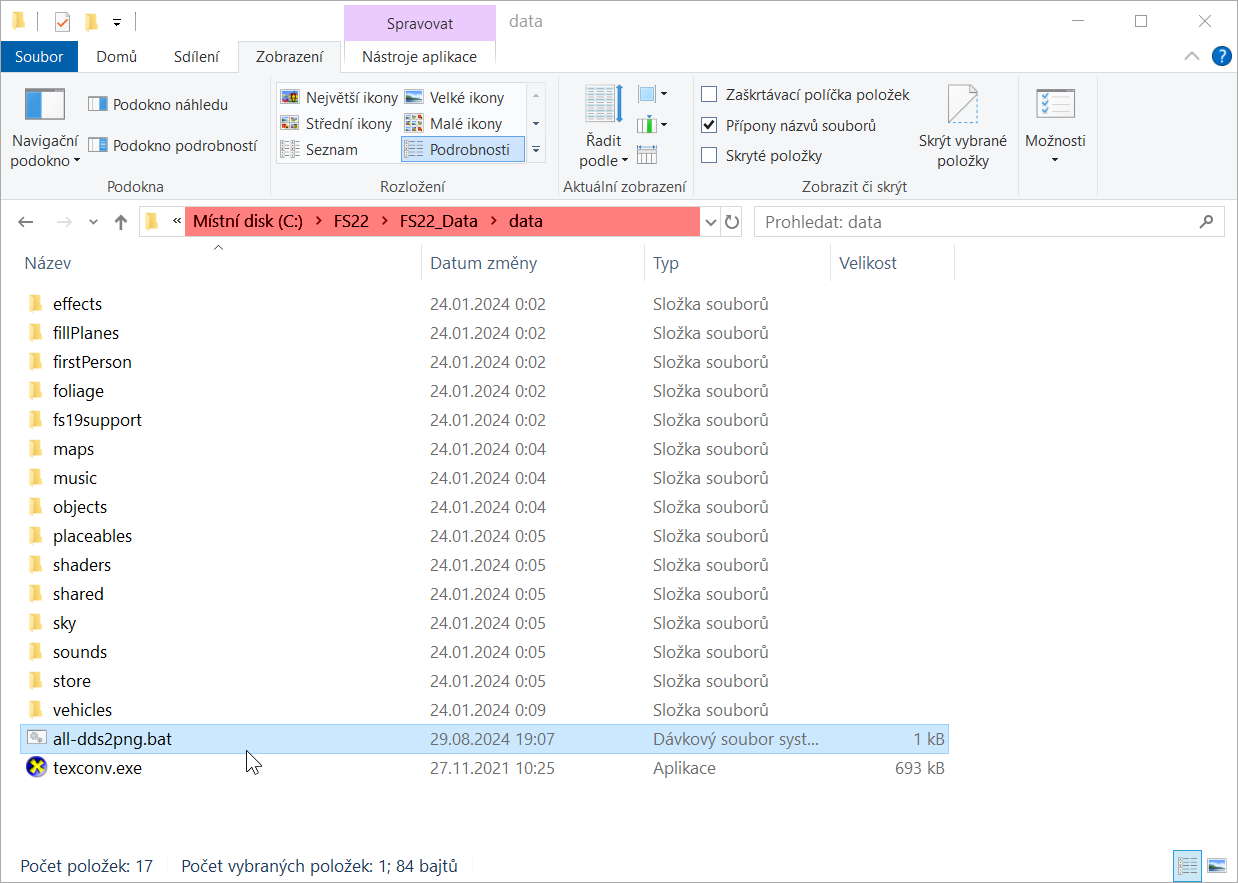 Spravovat data
Soubor Domů Sdílení Zobrazení Nástroje aplikace ?
Navigační podokno
Podokno náhledu
Podokno podrobností
Podokna
Největší ikony Velké ikony
Střední ikony Malé ikony
Seznam Podrobnosti
Rozložení
Řadit podle
Aktuální zobrazení
Zaškrtávací políčka položek
Přípony názvů souborů
Skryté položky
Skrýt vybrané položky
Zobrazit či skrýt
Možnosti
« Místní disk (C:) › FS22 › FS22_Data › data
Prohledat: data
Název Datum změny Typ Velikost
effects 24.01.2024 0:02 Složka souborů
fillPlanes 24.01.2024 0:02 Složka souborů
firstPerson 24.01.2024 0:02 Složka souborů
foliage 24.01.2024 0:02 Složka souborů
fs19support 24.01.2024 0:02 Složka souborů
maps 24.01.2024 0:04 Složka souborů
music 24.01.2024 0:04 Složka souborů
objects 24.01.2024 0:04 Složka souborů
placeables 24.01.2024 0:05 Složka souborů
shaders 24.01.2024 0:05 Složka souborů
shared 24.01.2024 0:05 Složka souborů
sky 24.01.2024 0:05 Složka souborů
sounds 24.01.2024 0:05 Složka souborů
store 24.01.2024 0:05 Složka souborů
vehicles 24.01.2024 0:09 Složka souborů
all-dds2png.bat 29.08.2024 19:07 Dávkový soubor syst... 1 kB
texconv.exe 27.11.2021 10:25 Aplikace 693 kB
Počet položek: 17 Počet vybraných položek: 1; 84 bajtů